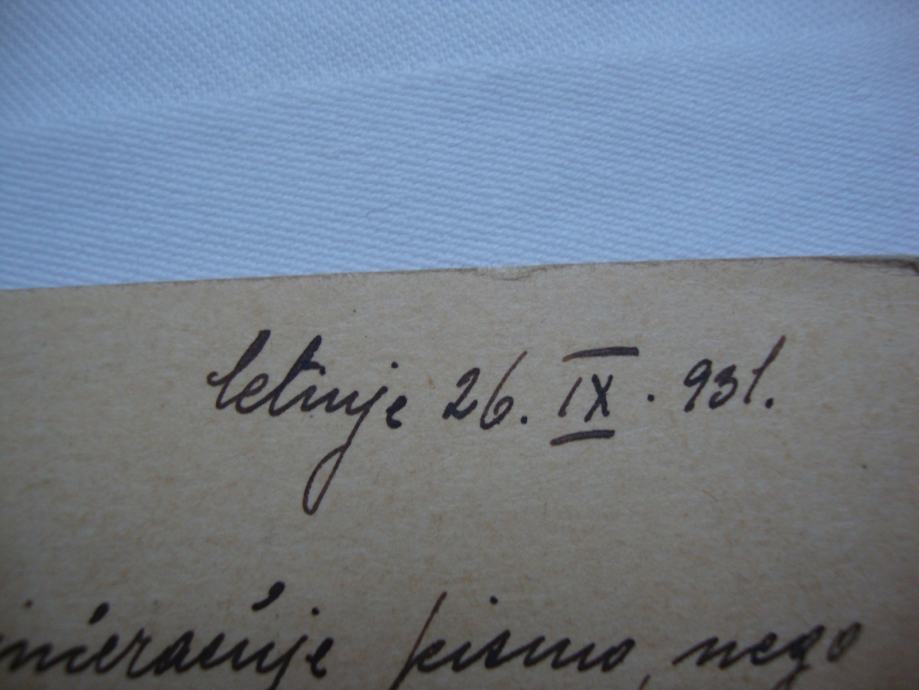 Cetinje 26. IX. 931.
pismo, nego